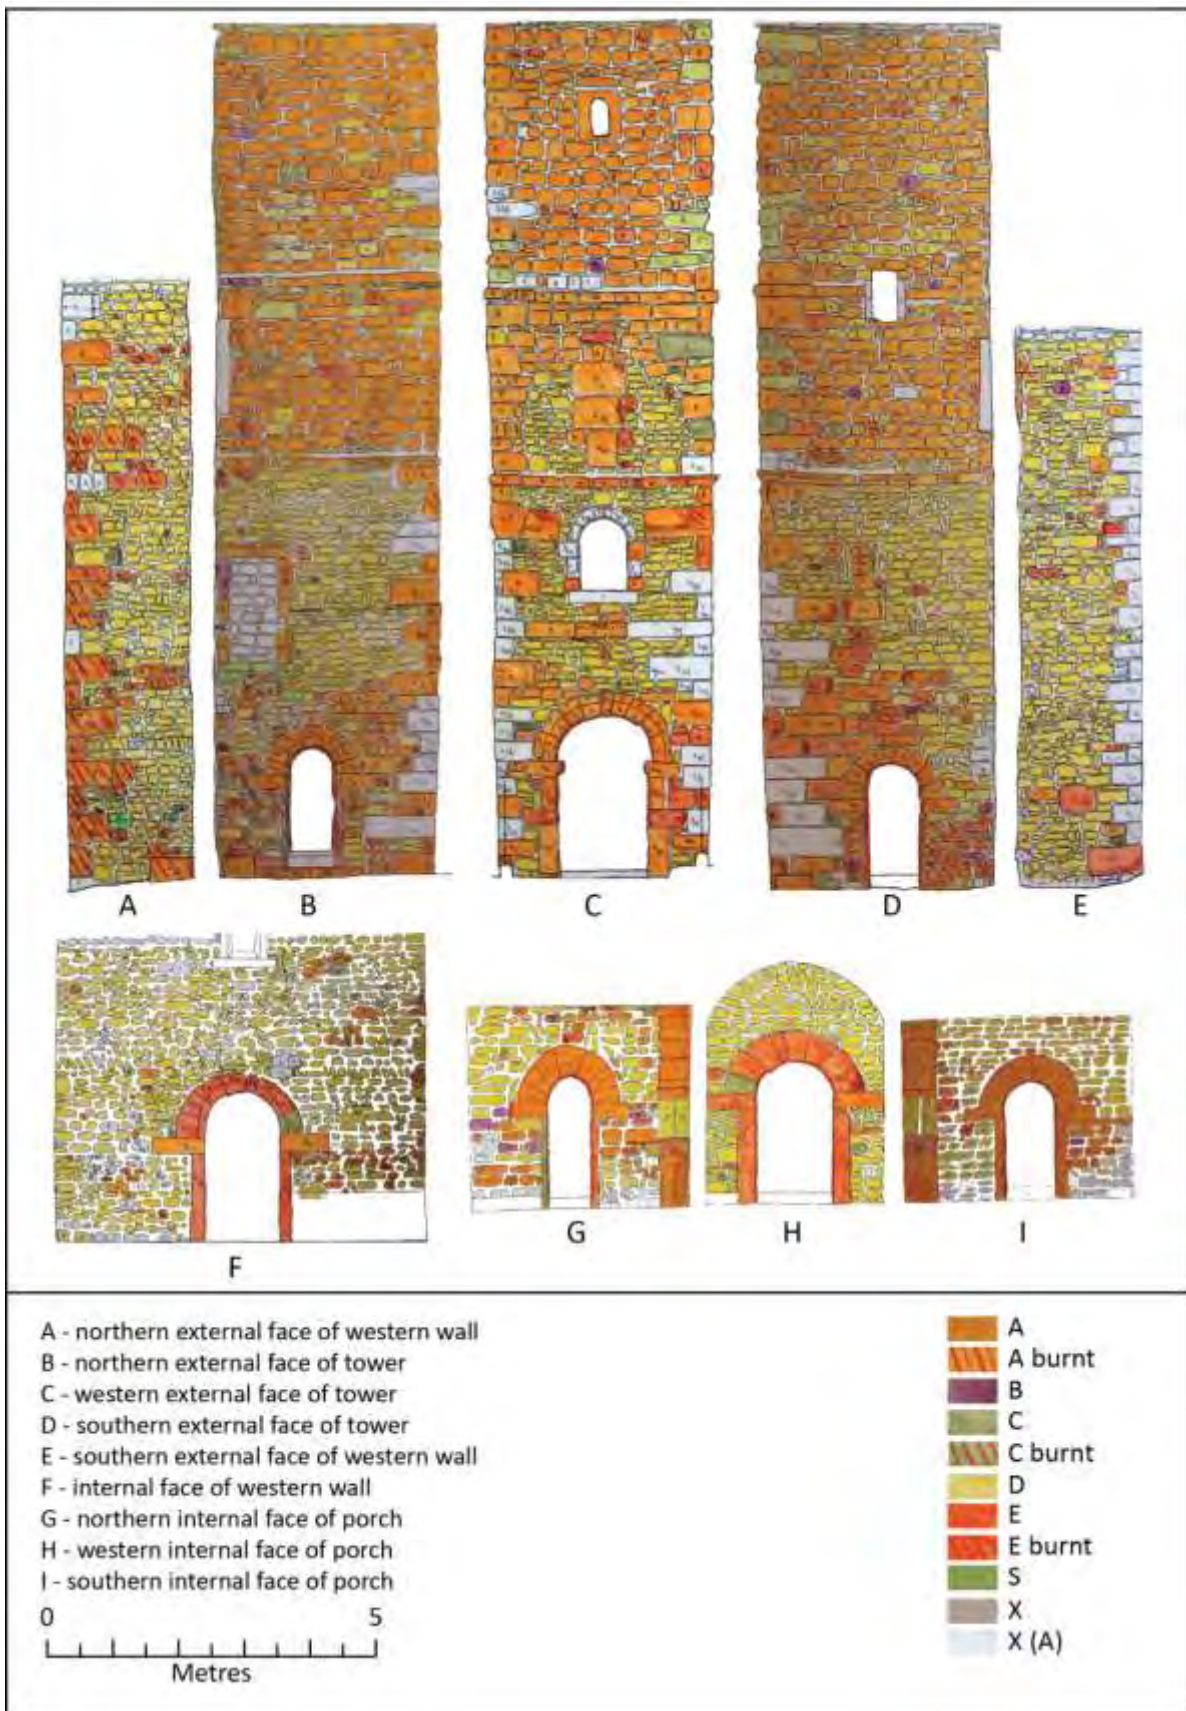 A
B
C
D
E
F
G
H
I
A - northern external face of western wall
B - northern external face of tower
C - western external face of tower
D - southern external face of tower
E - southern external face of western wall
F - internal face of western wall
G - northern internal face of porch
H - western internal face of porch
I - southern internal face of porch
0 5
Metres
A
A burnt
B
C
C burnt
D
E
E burnt
S
X
X (A)